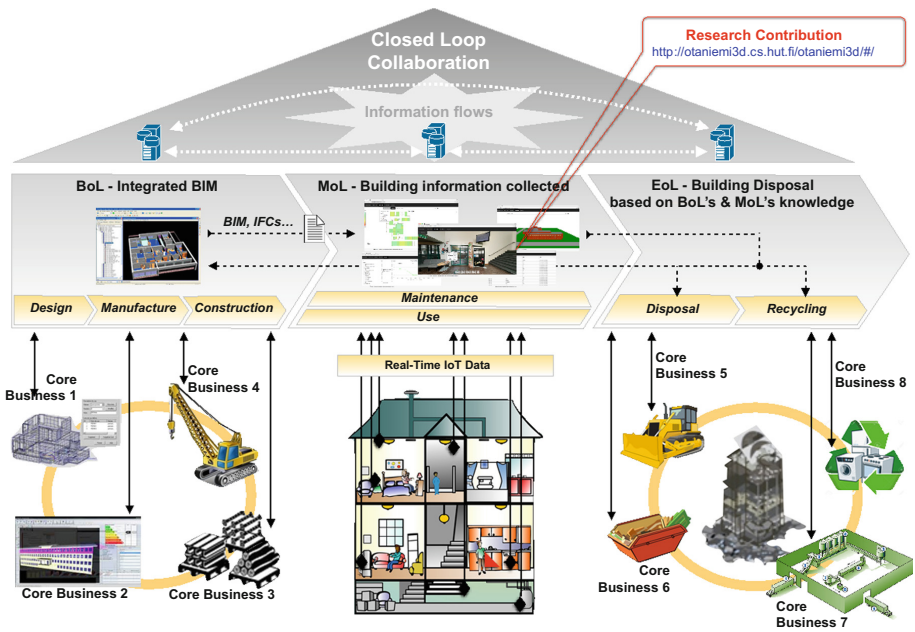 Research Contribution
http://otaniemi3d.cs.hut.fi/otaniemi3d/#/
Closed Loop
Collaboration
Information flows
BoL - Integrated BIM
MoL - Building information collected
EoL - Building Disposal
based on BoL's & MoL's knowledge
BIM, IFCs...
Design
Manufacture
Construction
Maintenance
Use
Disposal
Recycling
Real-Time IoT Data
Core
Business 1
Core
Business 4
Core Business 2
Core Business 3
Core
Business 5
Core
Business 8
Core
Business 6
Core
Business 7